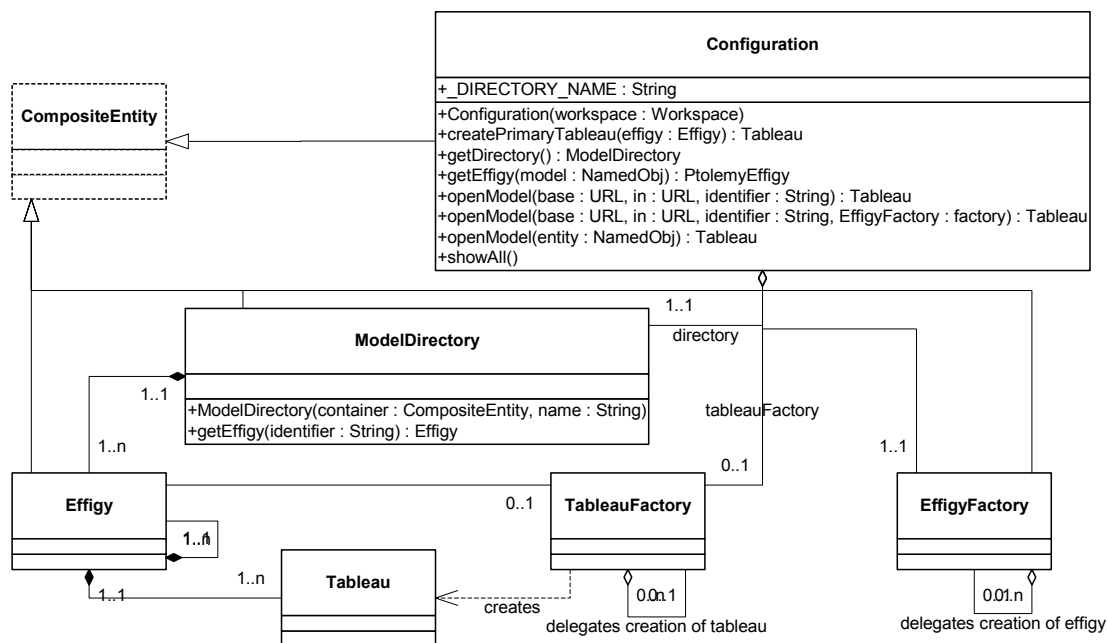 Configuration
+_DIRECTORY_NAME : String
+Configuration(workspace : Workspace)
+createPrimaryTableau(effigy : Effigy) : Tableau
+getDirectory() : ModelDirectory
+getEffigy(model : NamedObj) : PtolemyEffigy
+openModel(base : URL, in : URL, identifier : String) : Tableau
+openModel(base : URL, in : URL, identifier : String, EffigyFactory : factory) : Tableau
+openModel(entity : NamedObj) : Tableau
+showAll()
CompositeEntity
1..1
directory
ModelDirectory
+ModelDirectory(container : CompositeEntity, name : String)
+getEffigy(identifier : String) : Effigy
1..1
1..n
tableauFactory
0..1
1..1
Effigy
0..1
TableauFactory
EffigyFactory
1..1
1..n
Tableau
creates
delegates creation of tableau
delegates creation of effigy